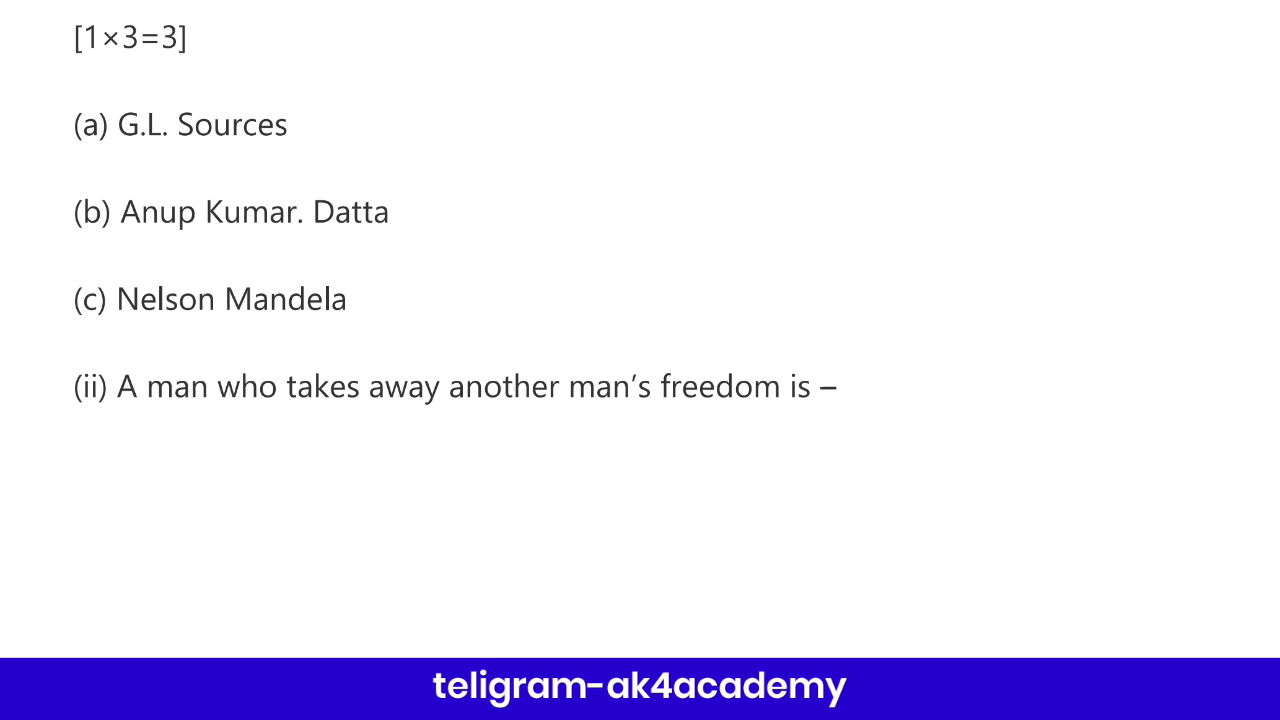 [1×3=3]
(a) G.L. Sources
(b) Anup Kumar. Datta
(c) Nelson Mandela
(ii) A man who takes away another man’s freedom is –
teligram-ak4academy